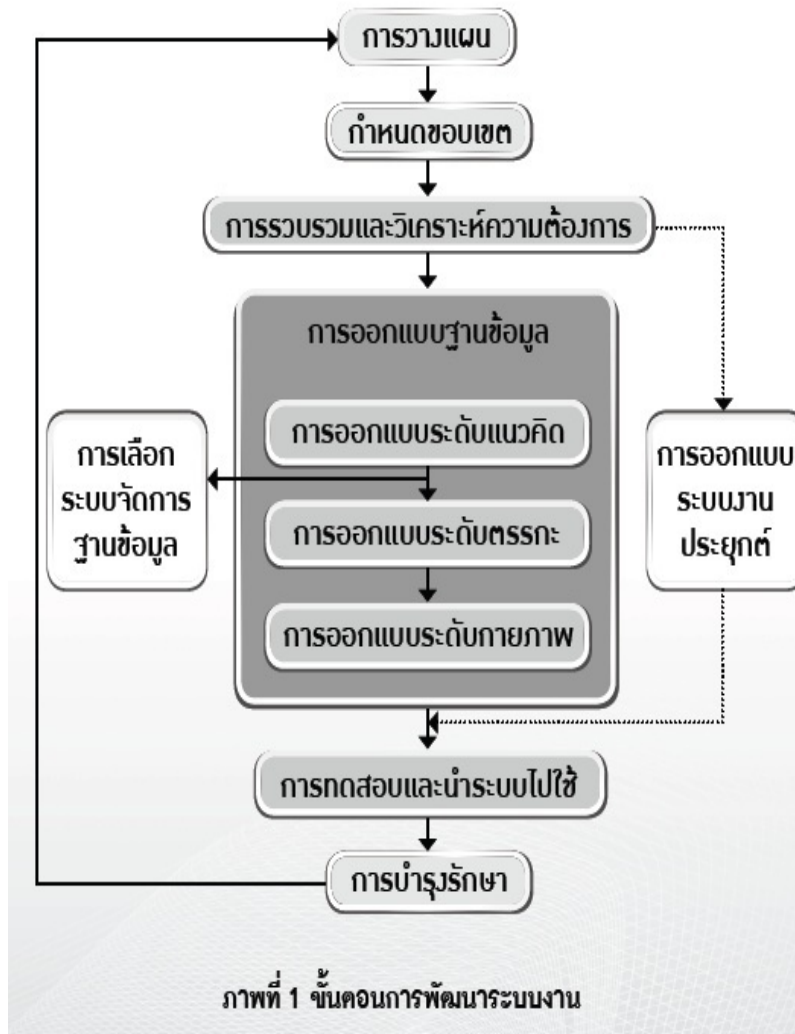 การวางแผน
กำหนดขอบเขต
การรวบรวมและวิเคราะห์ความต้องการ
การออกแบบฐานข้อมูล
การออกแบบระดับแนวคิด
การเลือก
ระบบจัดการ
ฐานข้อมูล
การออกแบบ
ระบบงาน
ประยุกต์
การออกแบบระดับตรรกะ
การออกแบบระดับกายภาพ
การทดสอบและนำระบบไปใช้
การบำรุงรักษา
ภาพที่ 1 ขั้นตอนการพัฒนาระบบงาน